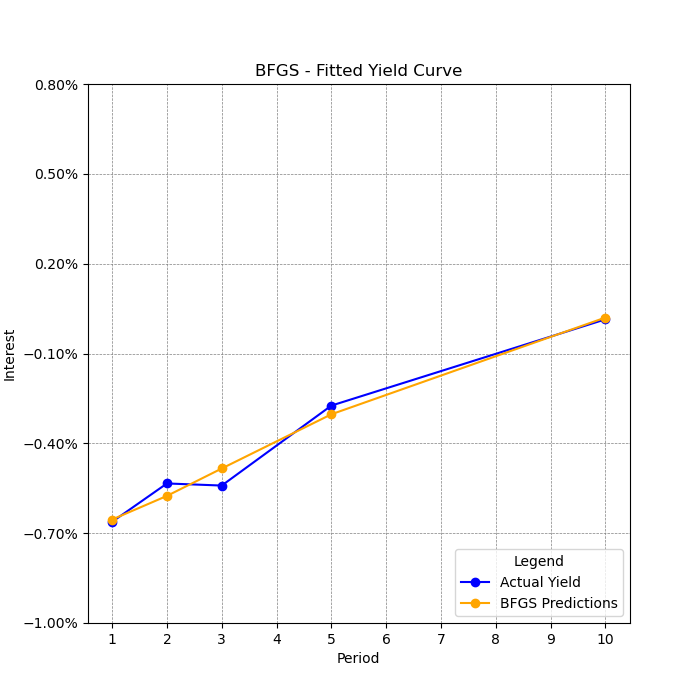 BFGS - Fitted Yield Curve
0.80%
0.50%
0.20%
−0.10%
−0.40%
−0.70%
−1.00%
Interest
1 2 3 4 5 6 7 8 9 10
Period
Legend
Actual Yield
BFGS Predictions